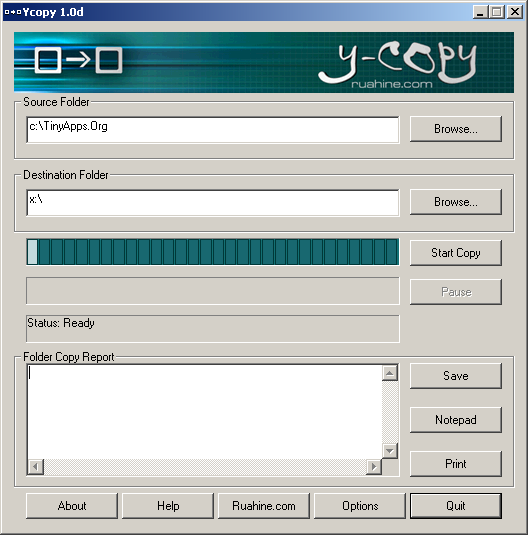 Ycopy 1.0d
y-copy
ruahine.com
Source Folder
c:\TinyApps.Org
Browse...
Destination Folder
x:\
Browse...
Start Copy
Pause
Status: Ready
Folder Copy Report
Save
Notepad
Print
About
Help
Ruahine.com
Options
Quit